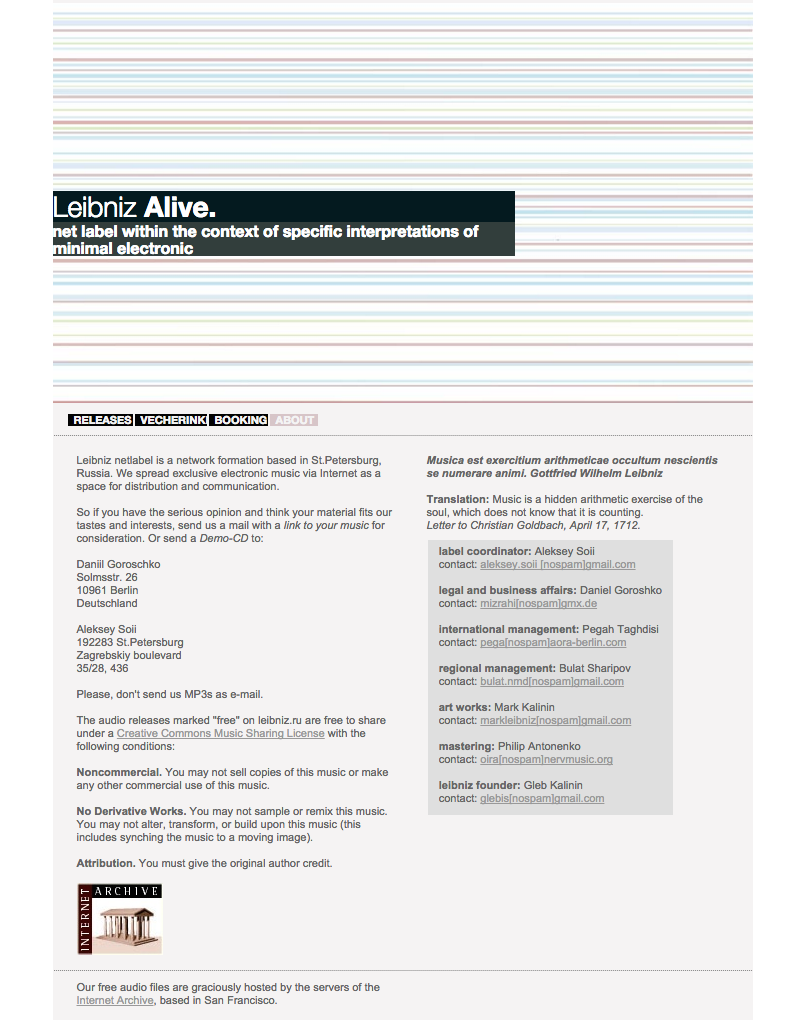 Leibniz Alive.
net label within the context of specific interpretations of
minimal electronic
RELEASES VECHERINK BOOKING ABOUT
Leibniz netlabel is a network formation based in St.Petersburg,
Russia. We spread exclusive electronic music via Internet as a
space for distribution and communication.
So if you have the serious opinion and think your material fits our
tastes and interests, send us a mail with a link to your music for
consideration. Or send a Demo-CD to:
Daniil Goroschko
Solmsstr. 26
10961 Berlin
Deutschland
Aleksey Soii
192283 St.Petersburg
Zagrebskiy boulevard
35/28, 436
Please, don't send us MP3s as e-mail.
The audio releases marked "free" on leibniz.ru are free to share
under a Creative Commons Music Sharing License with the
following conditions:
Noncommercial. You may not sell copies of this music or make
any other commercial use of this music.
No Derivative Works. You may not sample or remix this music.
You may not alter, transform, or build upon this music (this
includes synching the music to a moving image).
Attribution. You must give the original author credit.
INTERNET ARCHIVE
Musica est exercitium arithmeticae occultum nescientis
se numerare animi. Gottfried Wilhelm Leibniz
Translation: Music is a hidden arithmetic exercise of the
soul, which does not know that it is counting.
Letter to Christian Goldbach, April 17, 1712.
label coordinator: Aleksey Soii
contact: aleksey.soii [nospam]gmail.com
legal and business affairs: Daniel Goroshko
contact: mizrahi[nospam]gmx.de
international management: Pegah Taghdisi
contact: pega[nospam]aora-berlin.com
regional management: Bulat Sharipov
contact: bulat.nmd[nospam]gmail.com
art works: Mark Kalinin
contact: markleibniz[nospam]gmail.com
mastering: Philip Antonenko
contact: oira[nospam]nervmusic.org
leibniz founder: Gleb Kalinin
contact: glebis[nospam]gmail.com
Our free audio files are graciously hosted by the servers of the
Internet Archive, based in San Francisco.